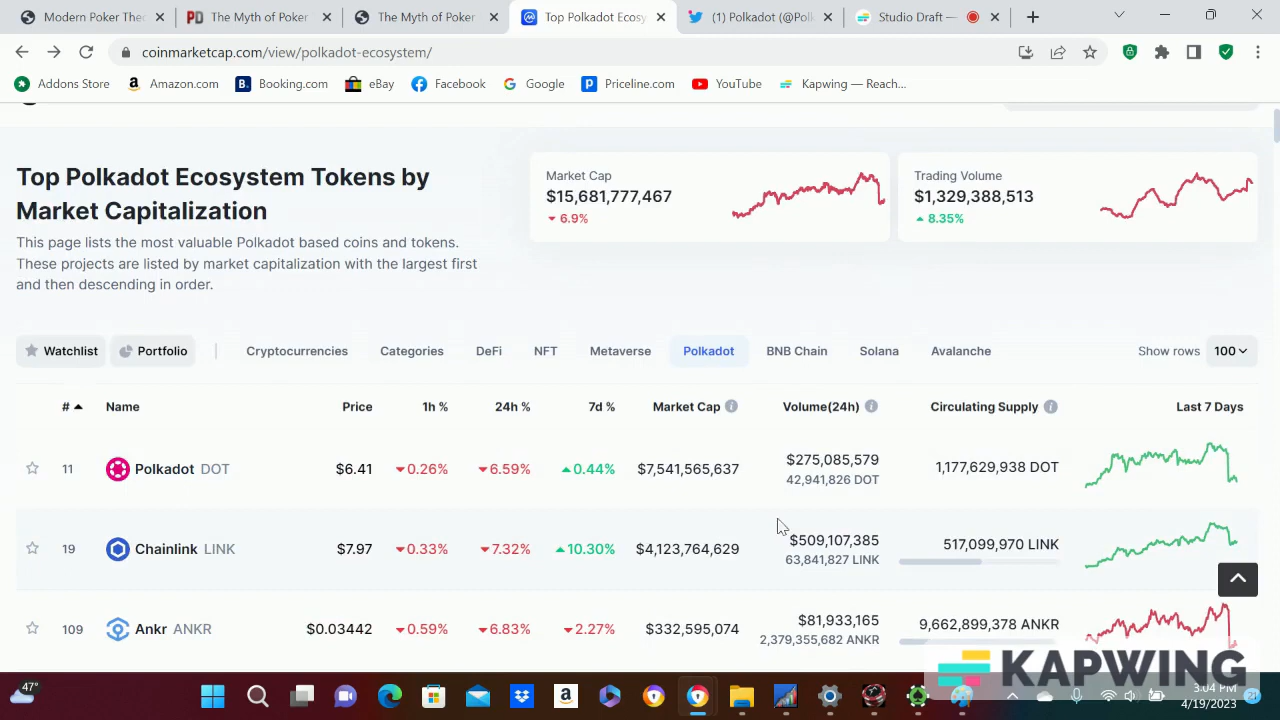 Modern Portfolio The
The Myth of Poker
The Myth of Poker
Top Polkadot Ecosy
(1) Polkadot (@Polk
Studio Draft —
coinmarketcap.com/view/polkadot-ecosystem/
Addons Store
Amazon.com
Booking.com
eBay
Facebook
Google
Priceline.com
YouTube
Kapwing — Reach...
Top Polkadot Ecosystem Tokens by
Market Capitalization
This page lists the most valuable Polkadot based coins and tokens.
These projects are listed by market capitalization with the largest first
and then descending in order.
Market Cap
$15,681,777,467
6.9%
Trading Volume
$1,329,388,513
8.35%
Watchlist Portfolio Cryptocurrencies Categories DeFi NFT Metaverse Polkadot BNB Chain Solana Avalanche Show rows 100
# Name Price 1h % 24h % 7d % Market Cap Volume(24h) Circulating Supply Last 7 Days
11 Polkadot DOT $6.41 0.26% 6.59% 0.44% $7,541,565,637 $275,085,579 1,177,629,938 DOT
42,941,826 DOT
19 Chainlink LINK $7.97 0.33% 7.32% 10.30% $4,123,764,629 $509,107,385 517,099,970 LINK
63,841,827 LINK
109 Ankr ANKR $0.03442 0.59% 6.83% 2.27% $332,595,074 $81,933,165 9,662,899,378 ANKR
2,379,355,682 ANKR
KAPWING
47°
3:04 PM
4/19/2023